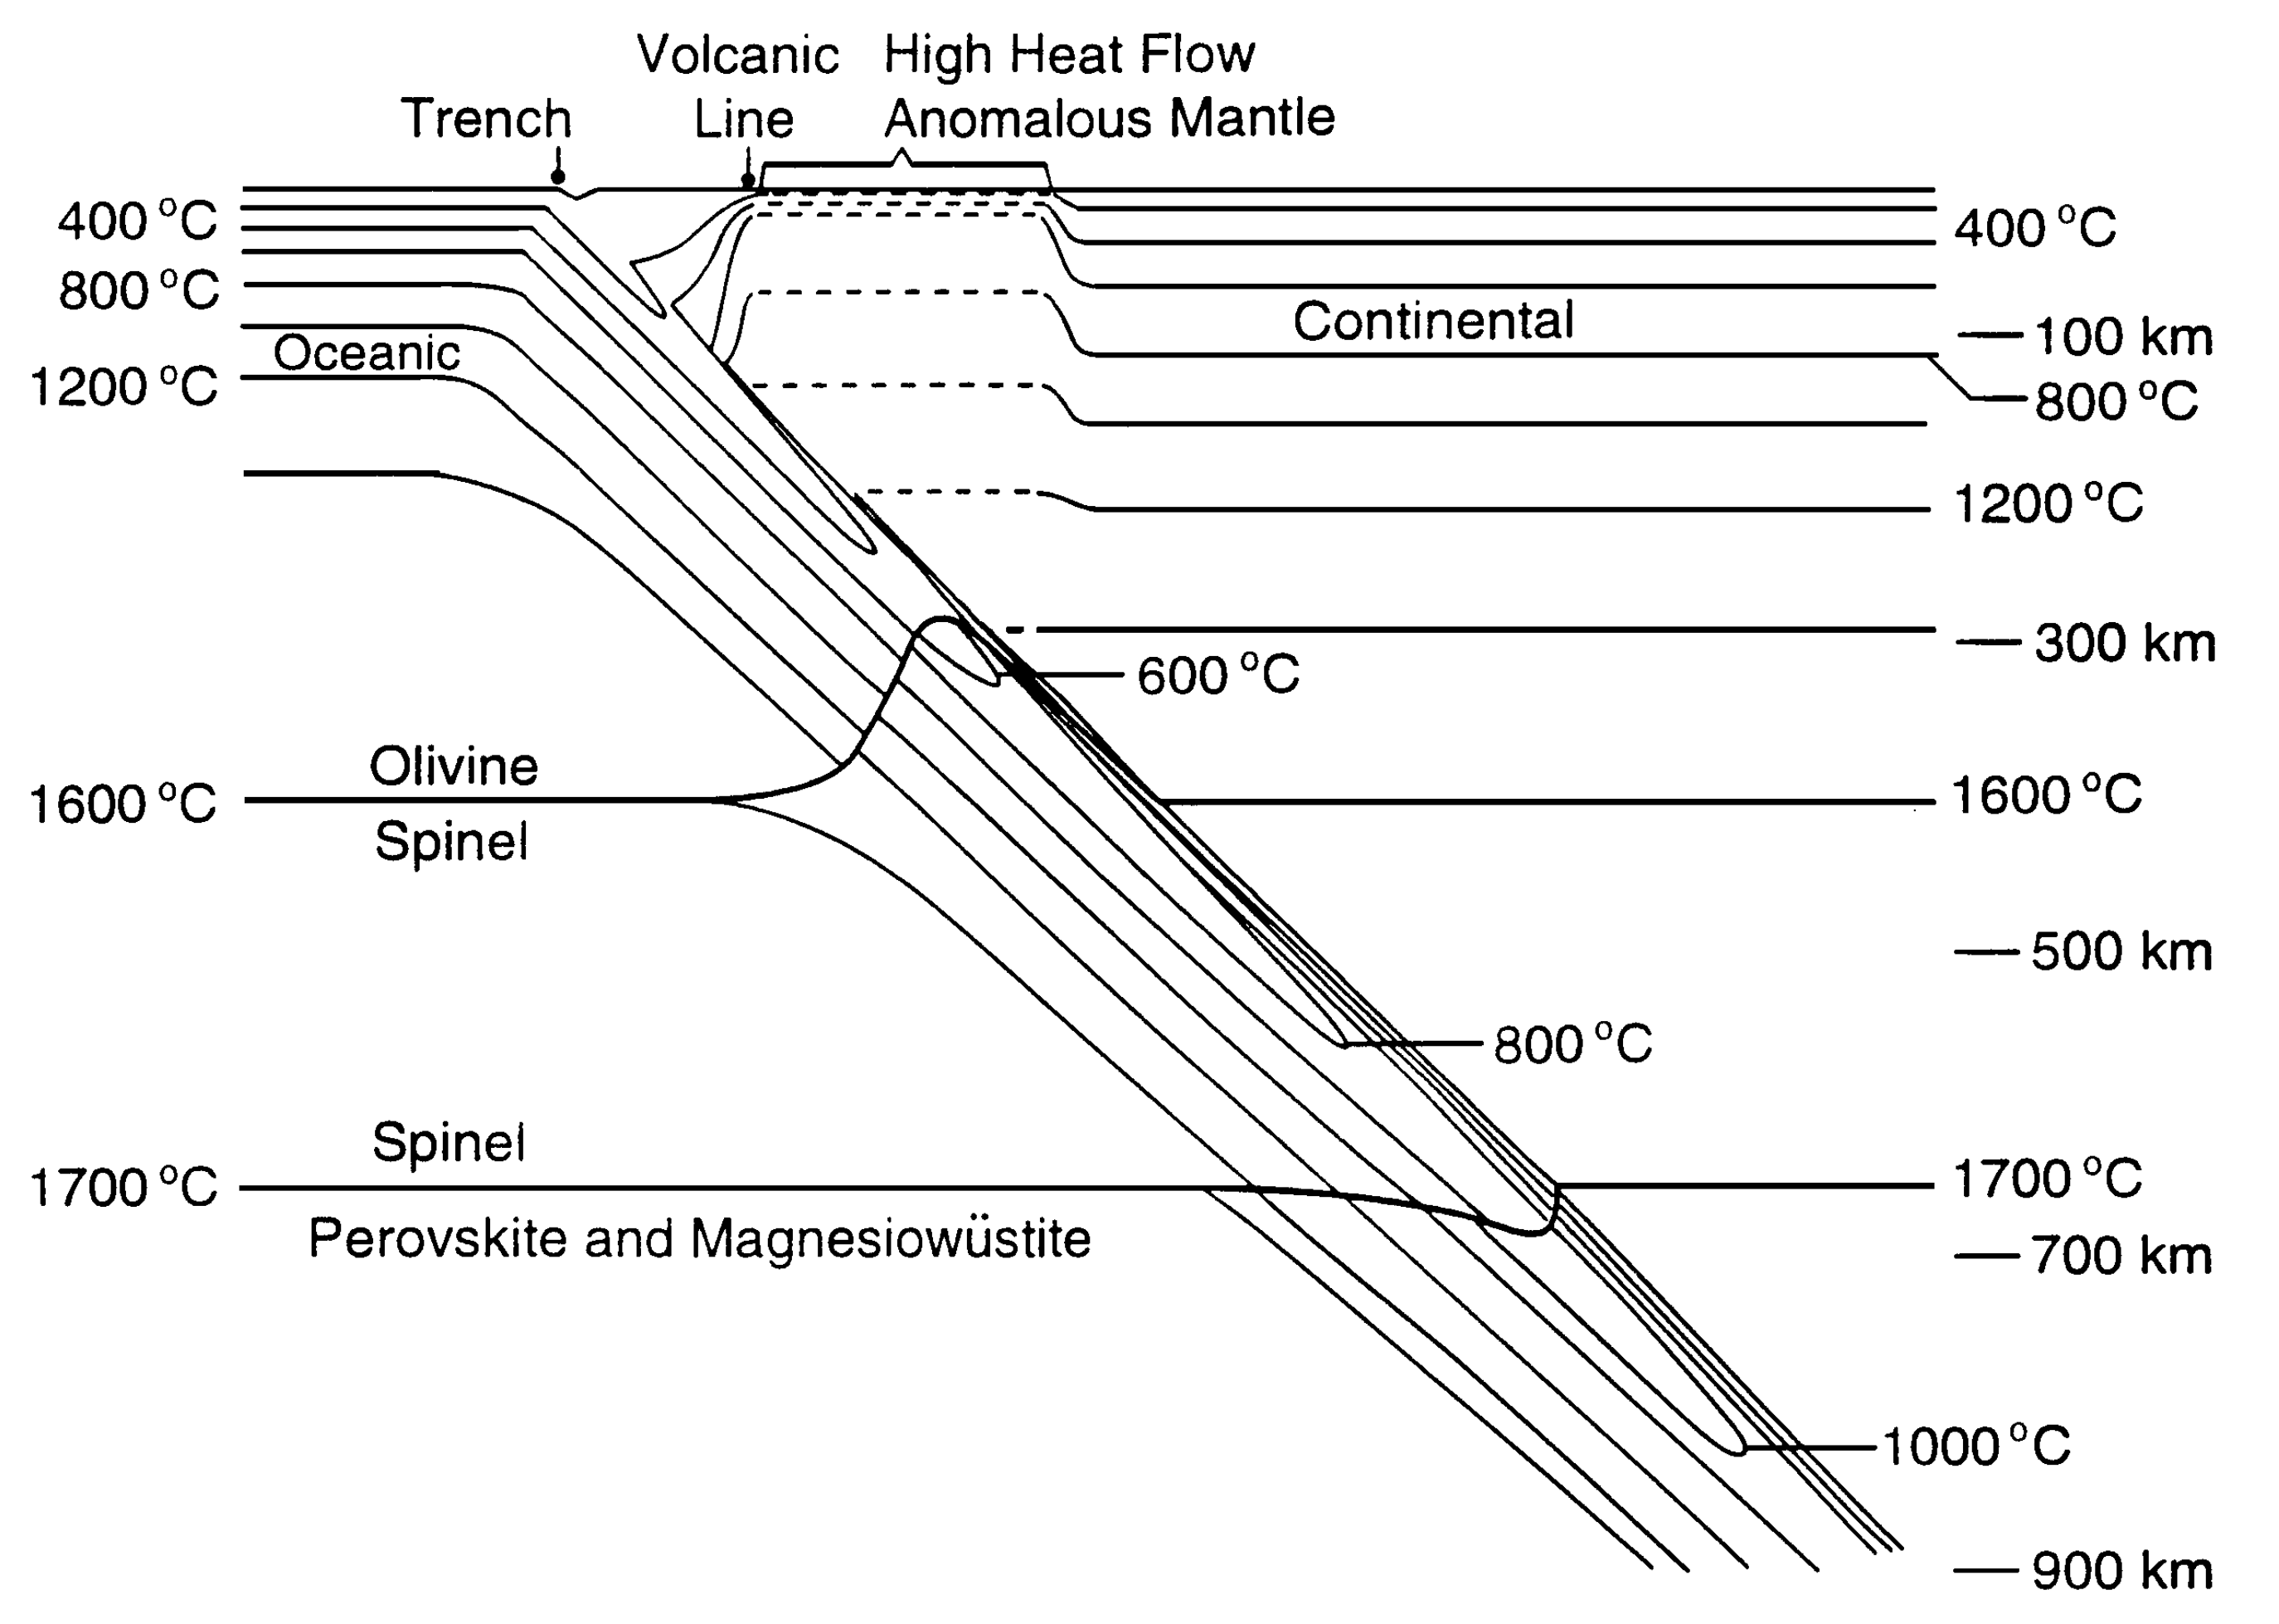 Volcanic
Line
High Heat Flow
Anomalous Mantle
Trench
400 °C
800 °C
Oceanic
1200 °C
Olivine
1600 °C
Spinel
Spinel
1700 °C
Perovskite and Magnesiowüstite
Continental
400 °C
100 km
800 °C
1200 °C
300 km
600 °C
1600 °C
500 km
800 °C
1700 °C
700 km
1000 °C
900 km